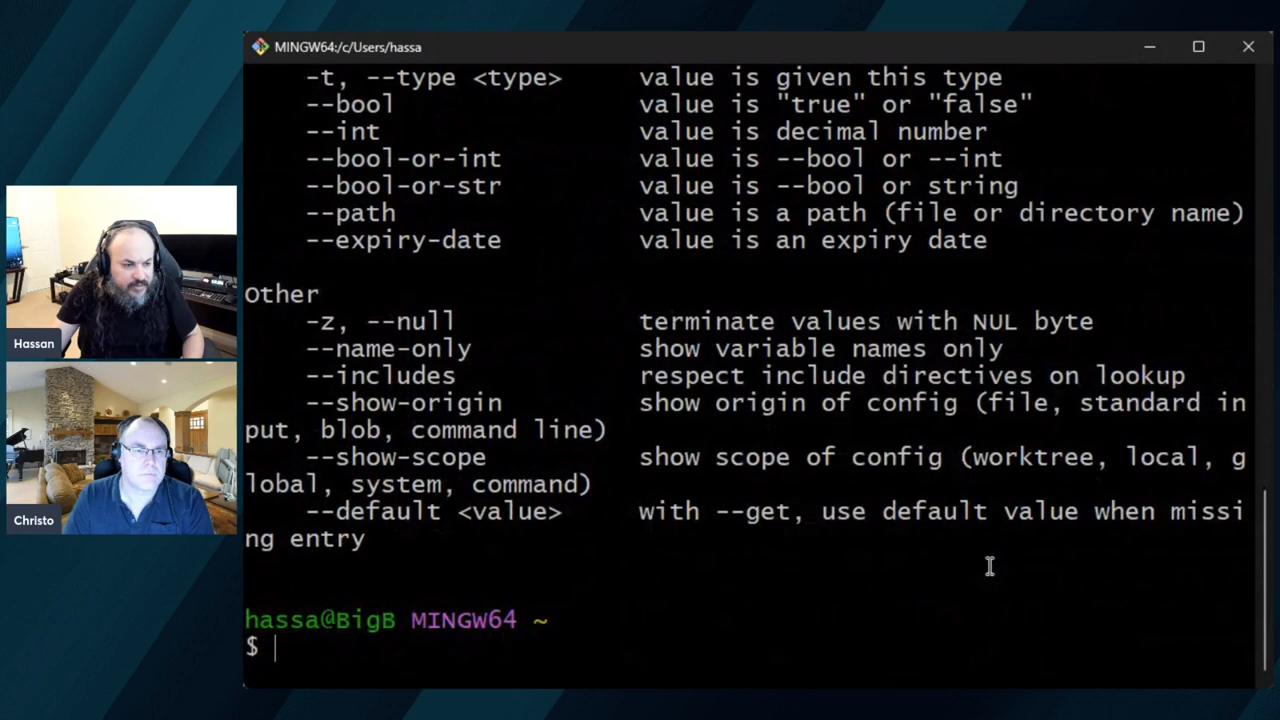 MINGW64:/c/Users/hassa
-t, --type <type> value is given this type
--bool value is "true" or "false"
--int value is decimal number
--bool-or-int value is --bool or --int
--bool-or-str value is --bool or string
--path value is a path (file or directory name)
--expiry-date value is an expiry date
Other
-z, --null terminate values with NUL byte
--name-only show variable names only
--includes respect include directives on lookup
--show-origin show origin of config (file, standard in
put, blob, command line)
--show-scope show scope of config (worktree, local, g
lobal, system, command)
--default <value> with --get, use default value when missi
ng entry
hassa@BigB MINGW64 ~
$
Hassan
Christo